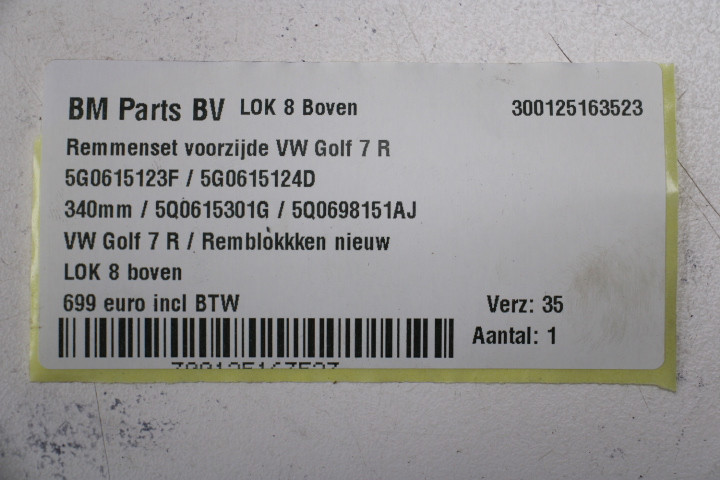 BM Parts BV LOK 8 Boven 300125163523
Remmenset voorzijde VW Golf 7 R
5G0615123F / 5G0615124D
340mm / 5Q0615301G / 5Q0698151AJ
VW Golf 7 R / Remblokkken nieuw
LOK 8 boven
699 euro incl BTW Verz: 35
Aantal: 1
300125163523